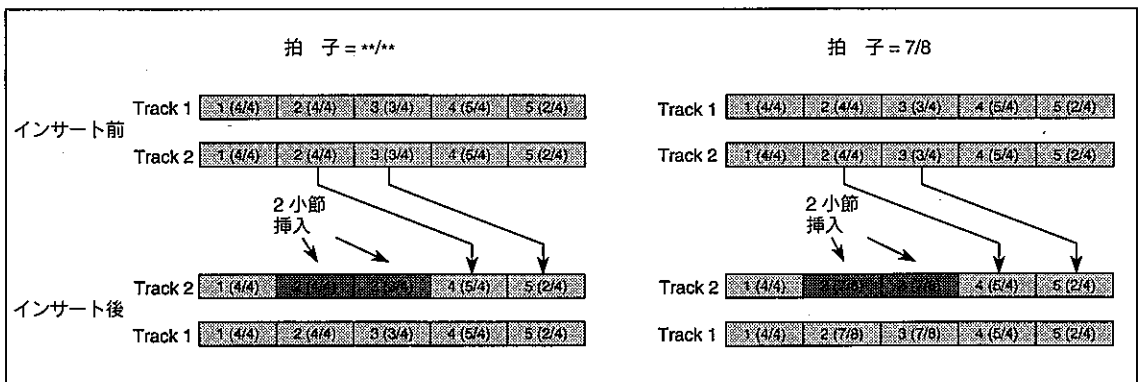 拍 子 = **/**
拍 子 = 7/8
インサート前
Track 1 1 (4/4) 2 (4/4) 3 (3/4) 4 (5/4) 5 (2/4)
Track 2 1 (4/4) 2 (4/4) 3 (3/4) 4 (5/4) 5 (2/4)
Track 1 1 (4/4) 2 (4/4) 3 (3/4) 4 (5/4) 5 (2/4)
Track 2 1 (4/4) 2 (4/4) 3 (3/4) 4 (5/4) 5 (2/4)
2 小節
挿入
2 小節
挿入
インサート後
Track 2 1 (4/4) 4 (5/4) 5 (2/4)
Track 1 1 (4/4) 2 (4/4) 3 (3/4) 4 (5/4) 5 (2/4)
Track 2 1 (4/4) 2 (7/8) 3 (7/8) 4 (5/4) 5 (2/4)
Track 1 1 (4/4) 2 (7/8) 3 (7/8) 4 (5/4) 5 (2/4)